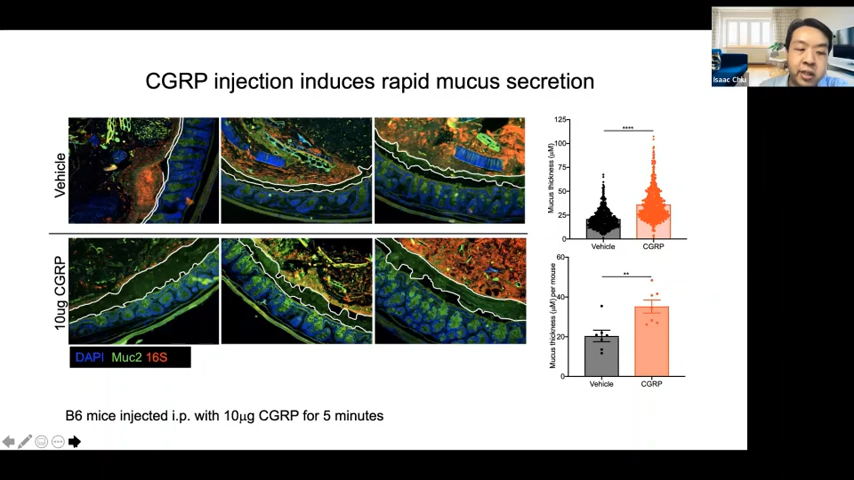 CGRP injection induces rapid mucus secretion
Isaac Chiu
Vehicle
10ug CGRP
DAPI Muc2 16S
Mucus thickness (μM)
125
100
75
50
25
0
****
Vehicle
CGRP
Mucus thickness (μM) per mouse
60
40
20
0
**
Vehicle
CGRP
B6 mice injected i.p. with 10μg CGRP for 5 minutes